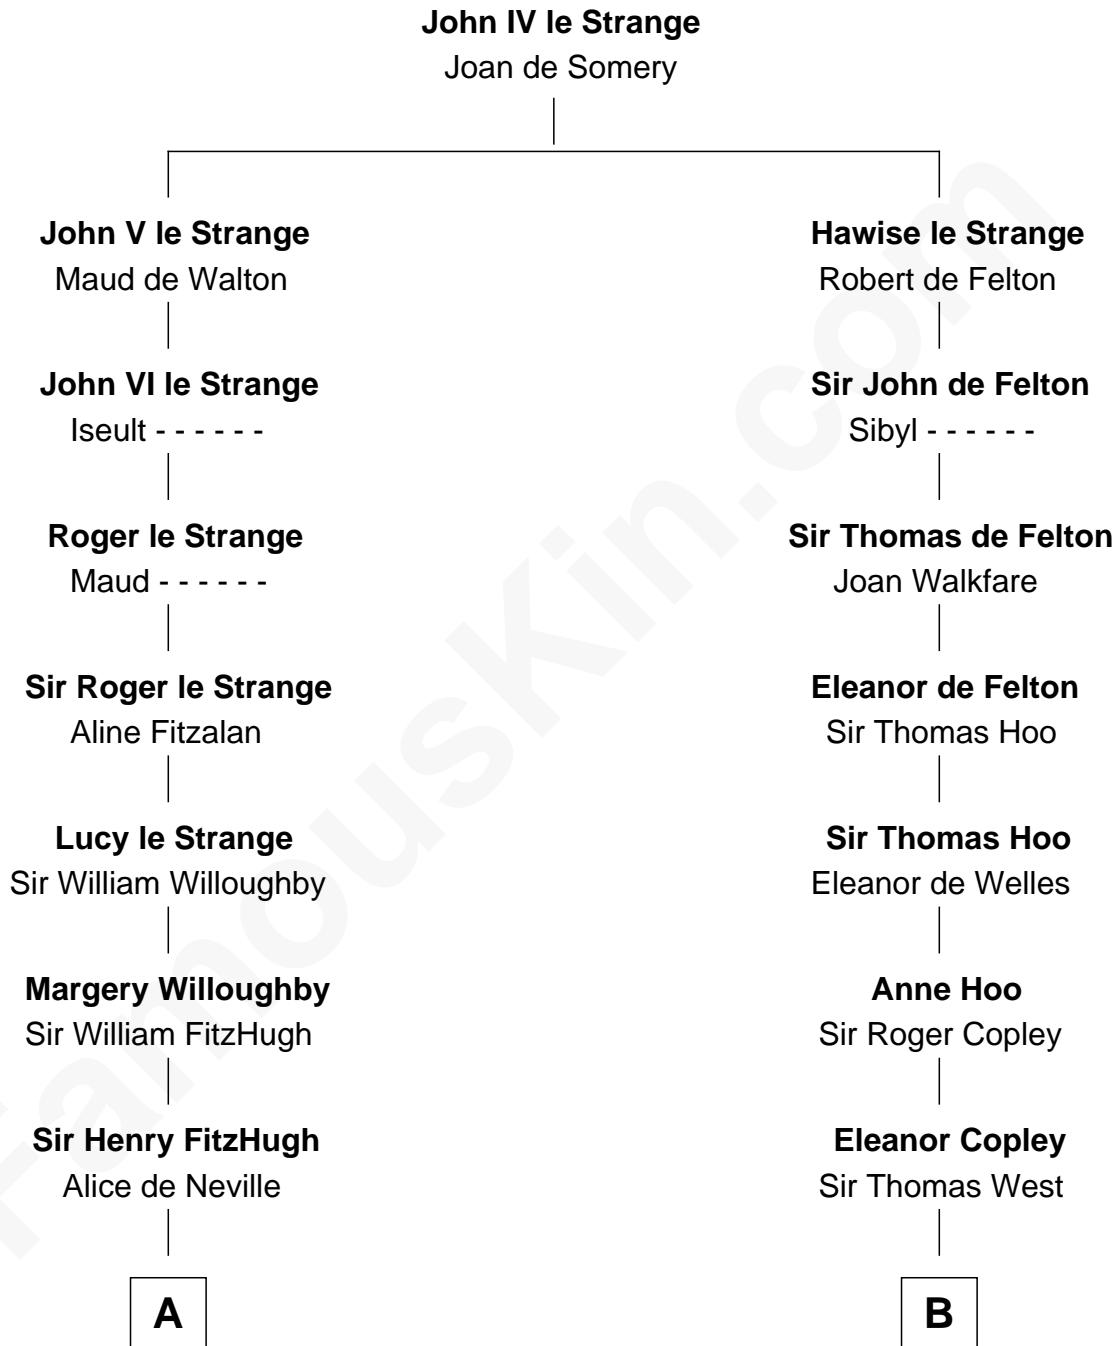 John IV le Strange
Joan de Somery
John V le Strange
Maud de Walton
Hawise le Strange
Robert de Felton
John VI le Strange
Iseult - - - - - -
Sir John de Felton
Sibyl - - - - - -
Roger le Strange
Maud - - - - - -
Sir Thomas de Felton
Joan Walkfare
Sir Roger le Strange
Aline Fitzalan
Eleanor de Felton
Sir Thomas Hoo
Lucy le Strange
Sir William Willoughby
Sir Thomas Hoo
Eleanor de Welles
Margery Willoughby
Sir William FitzHugh
Anne Hoo
Sir Roger Copley
Sir Henry FitzHugh
Alice de Neville
Eleanor Copley
Sir Thomas West
A
B
FamousKin.com